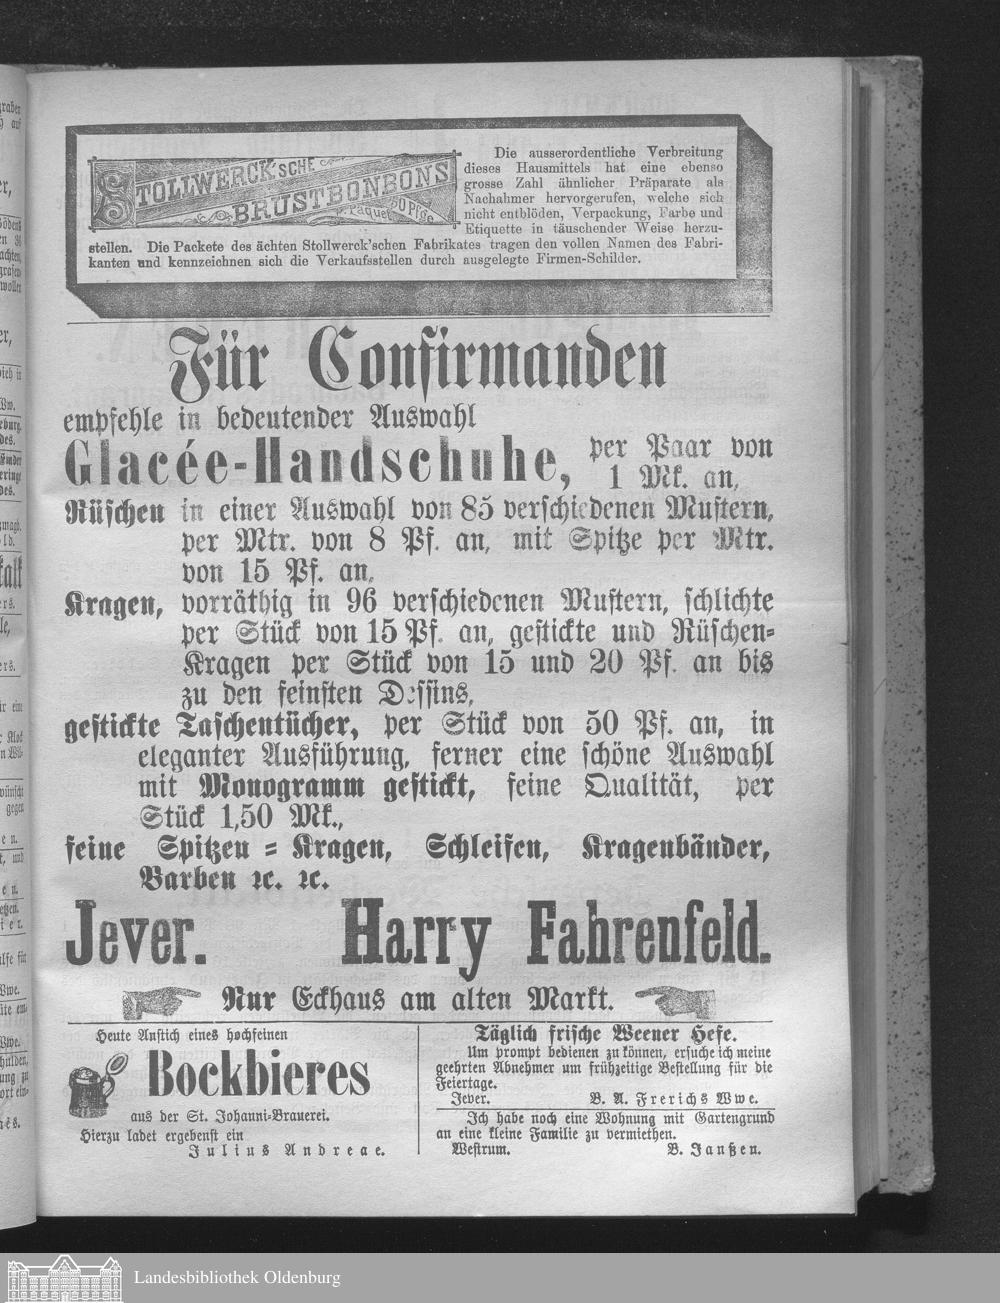 STOLLWERCK'SCHE
BRUSTBONBONS
p. Paquet 50 Pfge
Die ausserordentliche Verbreitung
dieses Hausmittels hat eine ebenso
grosse Zahl ähnlicher Präparate als
Nachahmer hervorgerufen, welche sich
nicht entblöden, Verpackung, Farbe und
Etiquette in täuschender Weise herzu-
stellen. Die Packete des ächten Stollwerck'schen Fabrikates tragen den vollen Namen des Fabri-
kanten und kennzeichnen sich die Verkaufsstellen durch ausgelegte Firmen-Schilder.
Für Confirmanden
empfehle in bedeutender Auswahl
Glacée-Handschuhe, per Paar von
1 Mk. an,
Rüschen in einer Auswahl von 85 verschiedenen Mustern,
per Mtr. von 8 Pf. an, mit Spitze per Mtr.
von 15 Pf. an,
Kragen, vorräthig in 96 verschiedenen Mustern, schlichte
per Stück von 15 Pf. an, gestickte und Rüschen-
Kragen per Stück von 15 und 20 Pf. an bis
zu den feinsten Dessins,
gestickte Taschentücher, per Stück von 50 Pf. an, in
eleganter Ausführung, ferner eine schöne Auswahl
mit Monogramm gestickt, feine Qualität, per
Stück 1,50 Mk.,
feine Spitzen-Kragen, Schleifen, Kragenbänder,
Barben ꝛc. ꝛc.
Jever. Harry Fahrenfeld.
Nur Eckhaus am alten Markt.
Heute Anstich eines hochfeinen
Bockbieres
aus der St. Johanni-Brauerei.
Hierzu ladet ergebenst ein
Julius Andreae.
Täglich frische Weener Hefe.
Um prompt bedienen zu können, ersuche ich meine
geehrten Abnehmer um frühzeitige Bestellung für die
Feiertage.
Jever. B. A. Frerichs Wwe.
Ich habe noch eine Wohnung mit Gartengrund
an eine kleine Familie zu vermiethen.
Westrum. B. Janßen.
Landesbibliothek Oldenburg